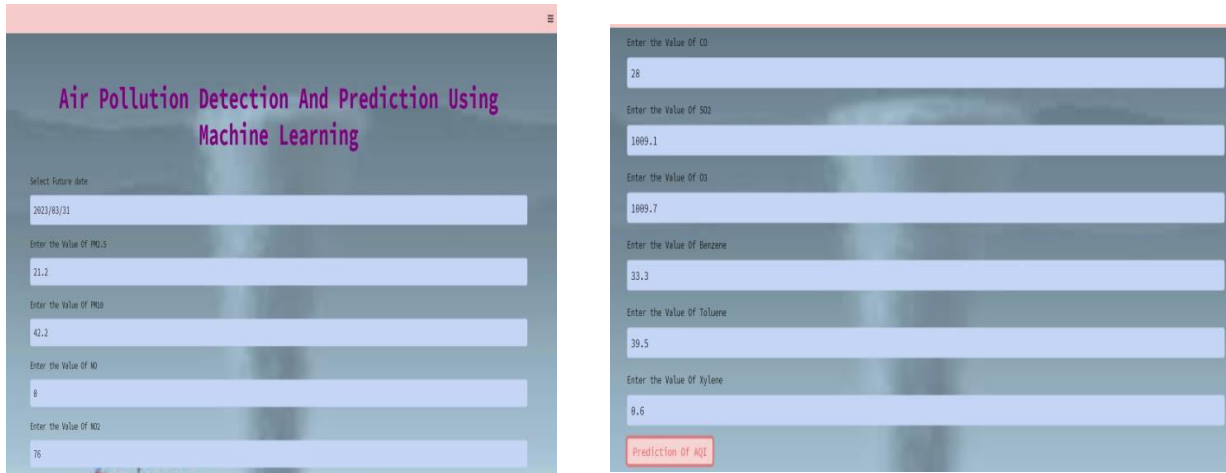 Air Pollution Detection And Prediction Using
Machine Learning
Select Future date
2023/03/31
Enter the Value Of PM2.5
21.2
Enter the Value Of PM10
42.2
Enter the Value Of NO
0
Enter the Value Of NO2
76
Enter the Value Of CO
28
Enter the Value Of SO2
1009.1
Enter the Value Of O3
1009.7
Enter the Value Of Benzene
33.3
Enter the Value Of Toluene
39.5
Enter the Value Of Xylene
0.6
Prediction Of AQI